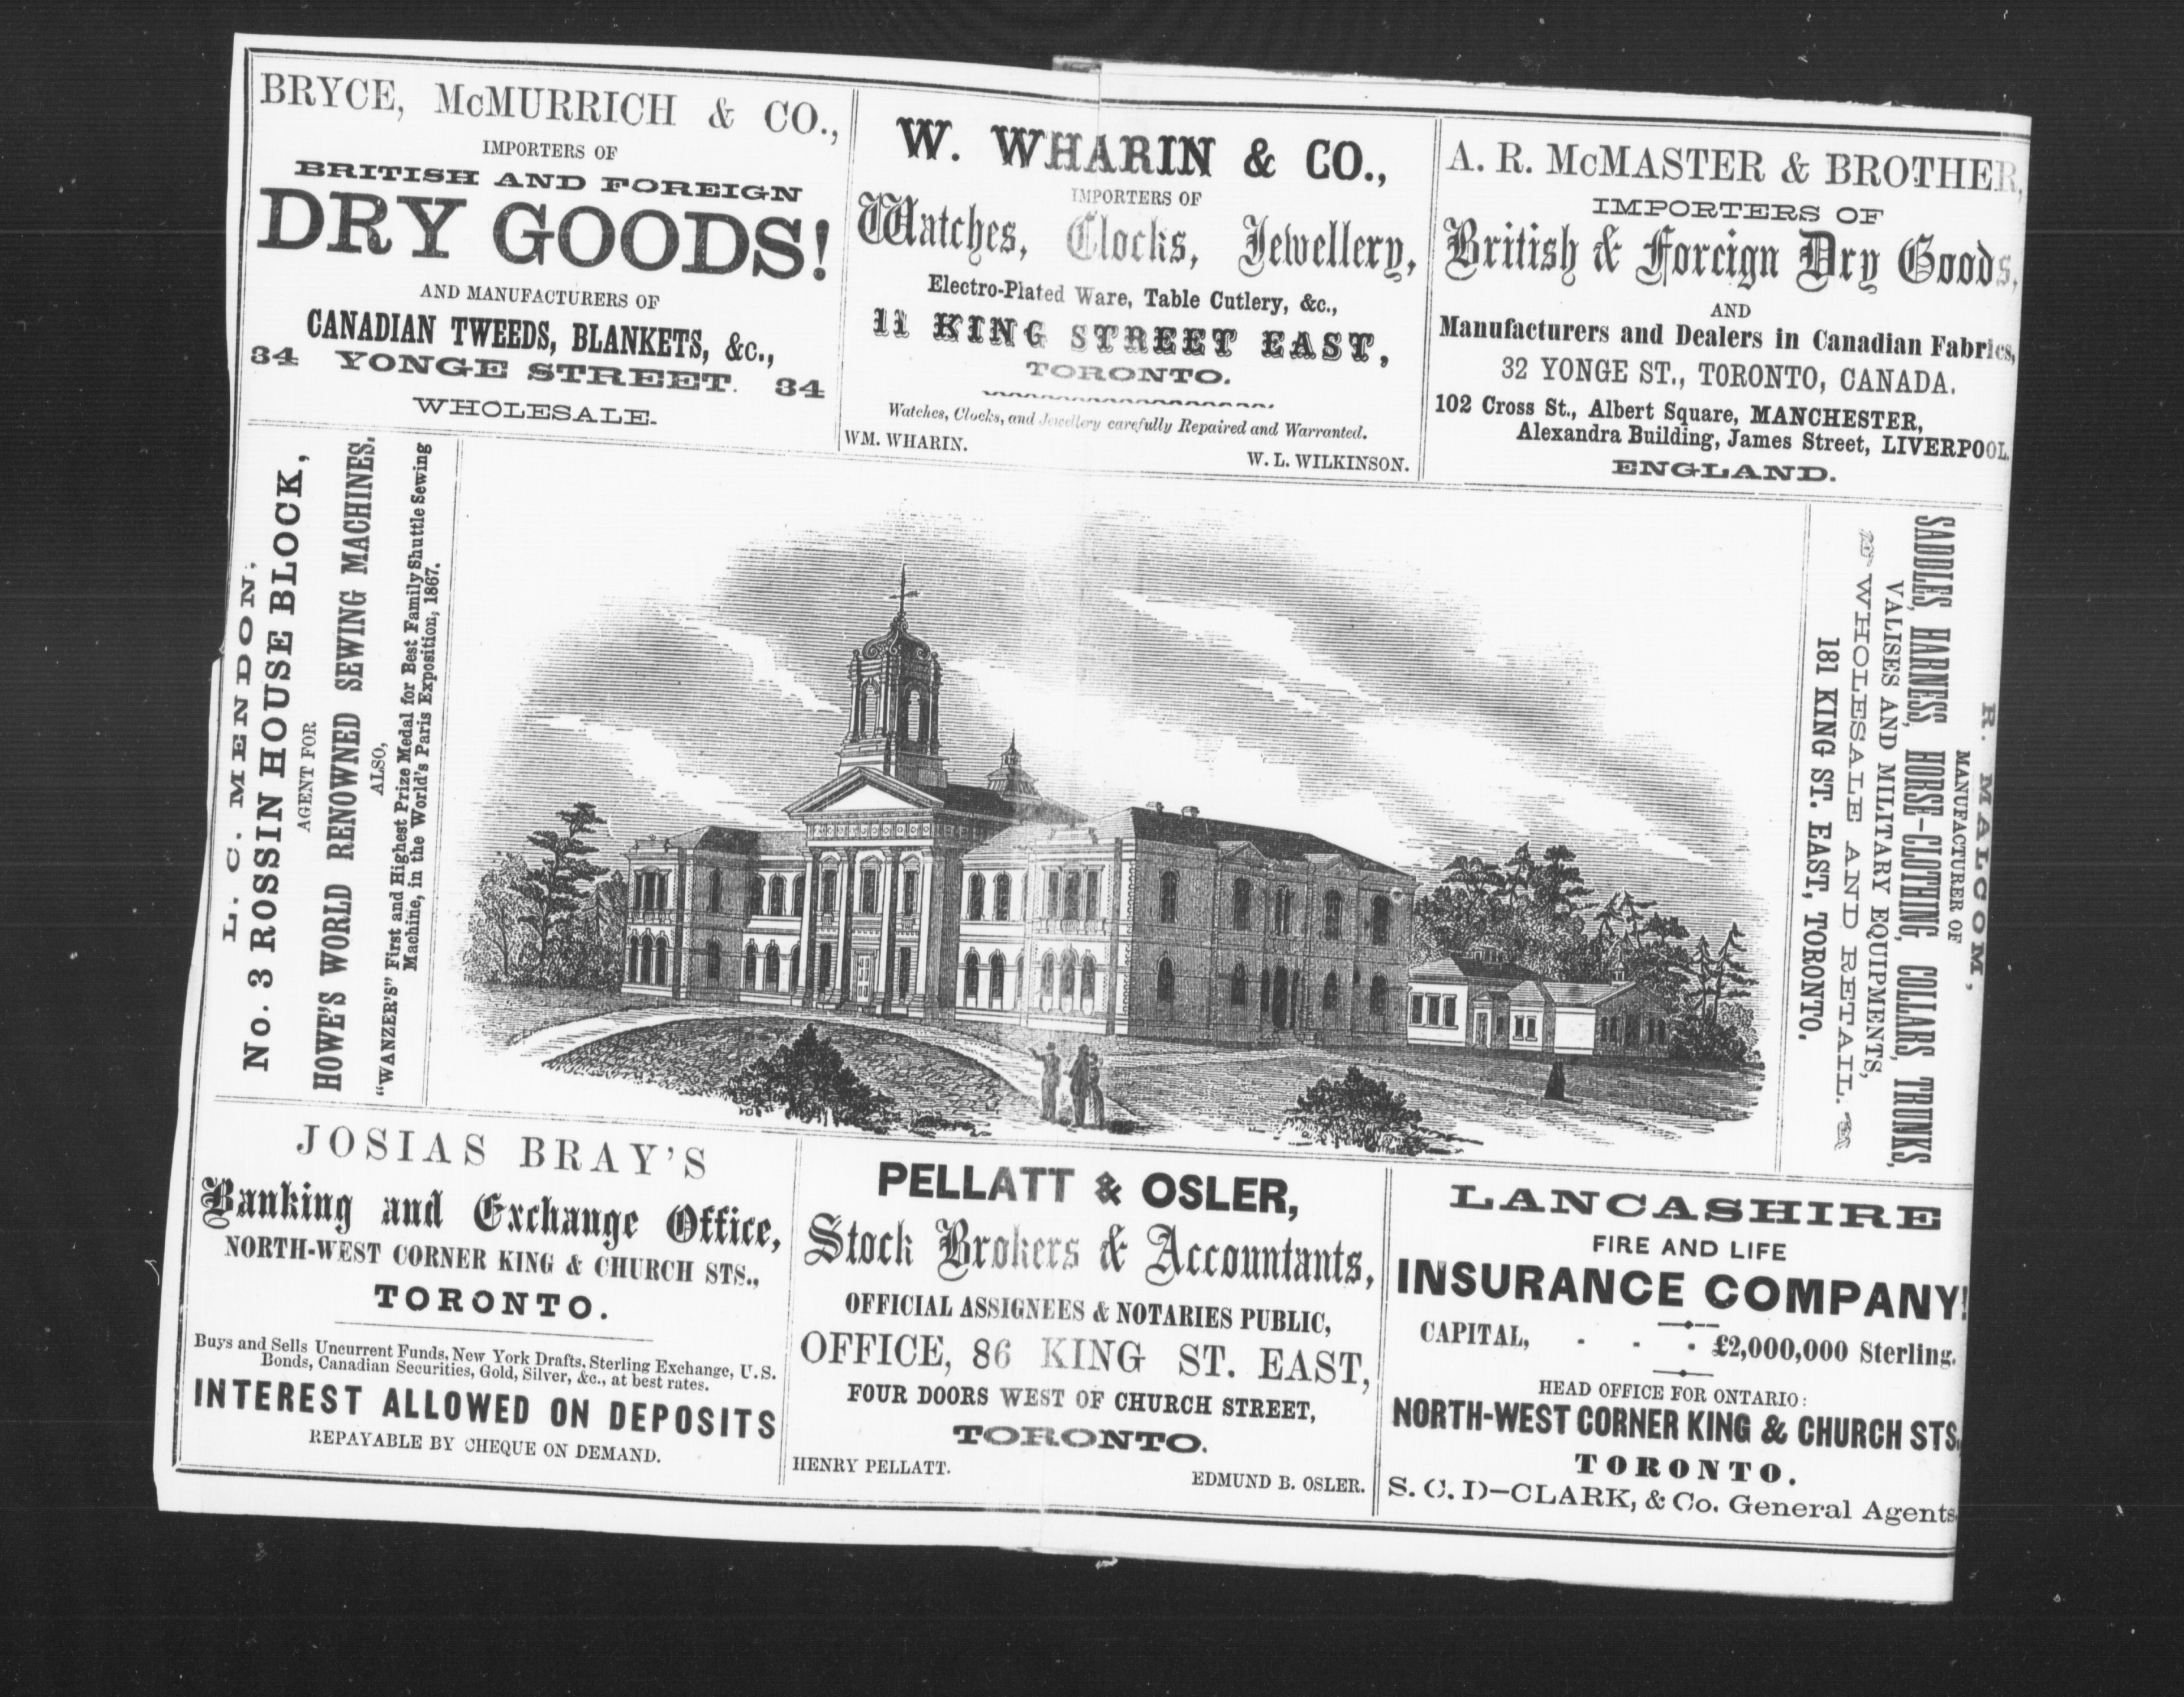 BRYCE, McMURRICH & CO.,
IMPORTERS OF
BRITISH AND FOREIGN
DRY GOODS!
AND MANUFACTURERS OF
CANADIAN TWEEDS, BLANKETS, &c.,
34 YONGE STREET. 34
WHOLESALE.
W. WHARIN & CO.,
IMPORTERS OF
Watches, Clocks, Jewellery,
Electro-Plated Ware, Table Cutlery, &c.,
11 KING STREET EAST,
TORONTO.
Watches, Clocks, and Jewellery carefully Repaired and Warranted.
WM. WHARIN.
W. L. WILKINSON.
A. R. McMASTER & BROTHER,
IMPORTERS OF
British & Foreign Dry Goods,
AND
Manufacturers and Dealers in Canadian Fabrics,
32 YONGE ST., TORONTO, CANADA.
102 Cross St., Albert Square, MANCHESTER,
Alexandra Building, James Street, LIVERPOOL.
ENGLAND.
L. C. MENDON,
No. 3 ROSSIN HOUSE BLOCK,
AGENT FOR
HOWE'S WORLD RENOWNED SEWING MACHINES,
ALSO,
"WANZER'S" First and Highest Prize Medal for Best Family Shuttle Sewing
Machine, in the World's Paris Exposition, 1867.
R. MALCOM,
MANUFACTURER OF
SADDLES, HARNESS, HORSE-CLOTHING, COLLARS, TRUNKS,
VALISES AND MILITARY EQUIPMENTS,
WHOLESALE AND RETAIL.
181 KING ST. EAST, TORONTO.
JOSIAS BRAY'S
Banking and Exchange Office,
NORTH-WEST CORNER KING & CHURCH STS.,
TORONTO.
Buys and Sells Uncurrent Funds, New York Drafts, Sterling Exchange, U.S.
Bonds, Canadian Securities, Gold, Silver, &c., at best rates.
INTEREST ALLOWED ON DEPOSITS
REPAYABLE BY CHEQUE ON DEMAND.
PELLATT & OSLER,
Stock Brokers & Accountants,
OFFICIAL ASSIGNEES & NOTARIES PUBLIC,
OFFICE, 86 KING ST. EAST,
FOUR DOORS WEST OF CHURCH STREET,
TORONTO.
HENRY PELLATT.
EDMUND B. OSLER.
LANCASHIRE
FIRE AND LIFE
INSURANCE COMPANY!
CAPITAL, - - - £2,000,000 Sterling.
HEAD OFFICE FOR ONTARIO:
NORTH-WEST CORNER KING & CHURCH STS.
TORONTO.
S. C. D-CLARK, & Co. General Agents.